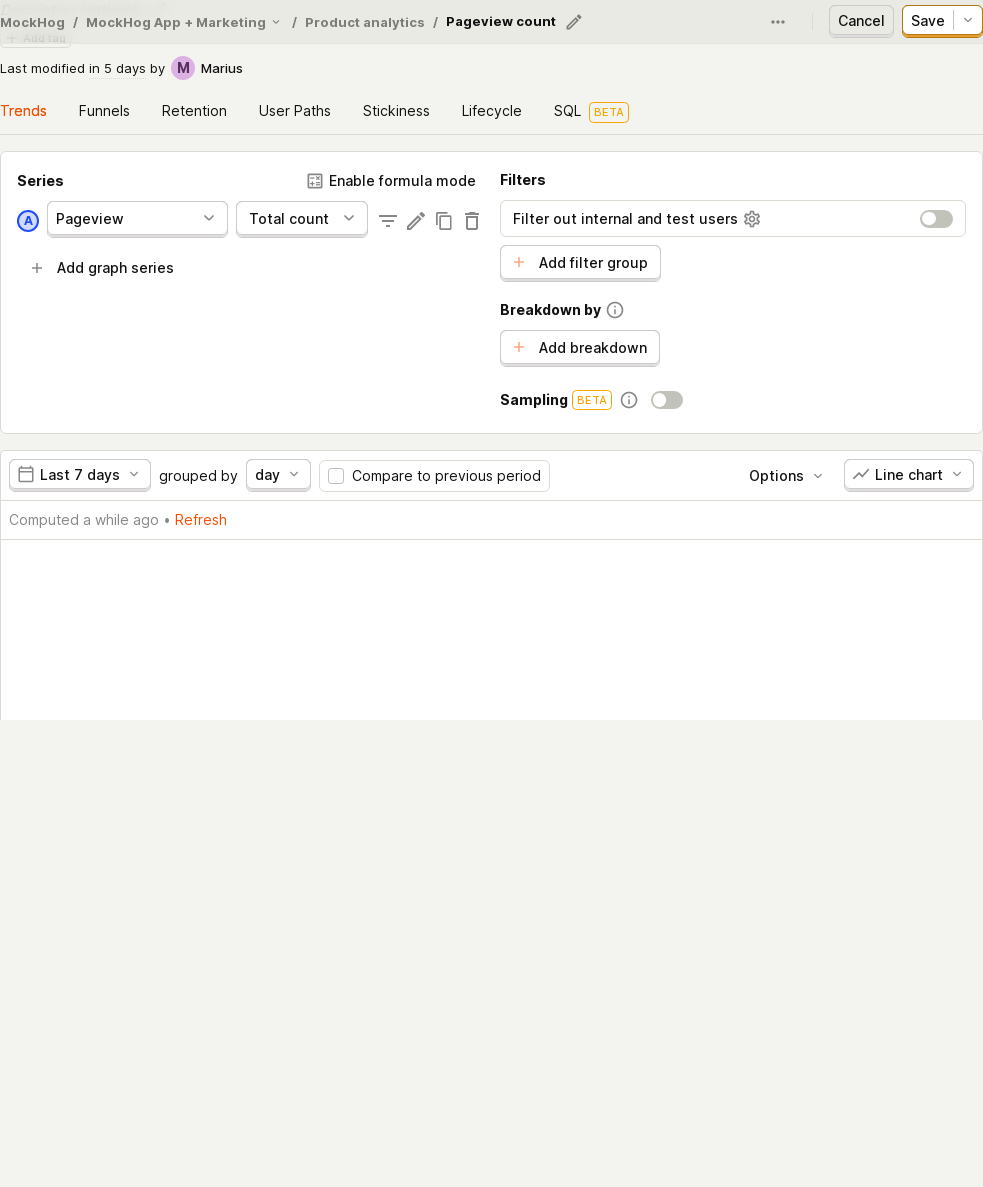 MockHog / MockHog App + Marketing / Product analytics / Pageview count
Cancel
Save
Add tag
Last modified in 5 days by M Marius
Trends
Funnels
Retention
User Paths
Stickiness
Lifecycle
SQL BETA
Series
Enable formula mode
A
Pageview
Total count
Add graph series
Filters
Filter out internal and test users
Add filter group
Breakdown by
Add breakdown
Sampling BETA
Last 7 days
grouped by
day
Compare to previous period
Options
Line chart
Computed a while ago • Refresh